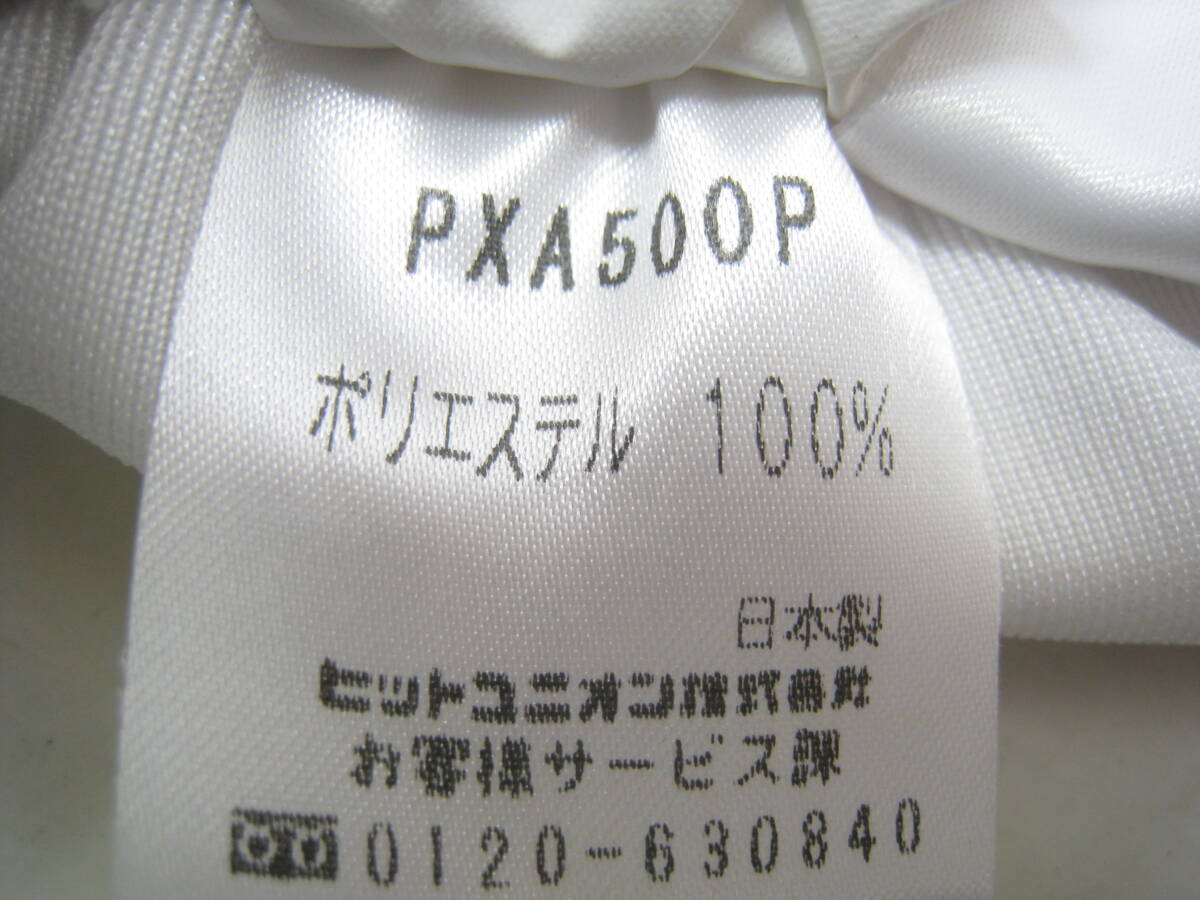 PXA500P
ポリエステル 100%
日本製
ヒットユニオン株式会社
お客様サービス課
0120-630840